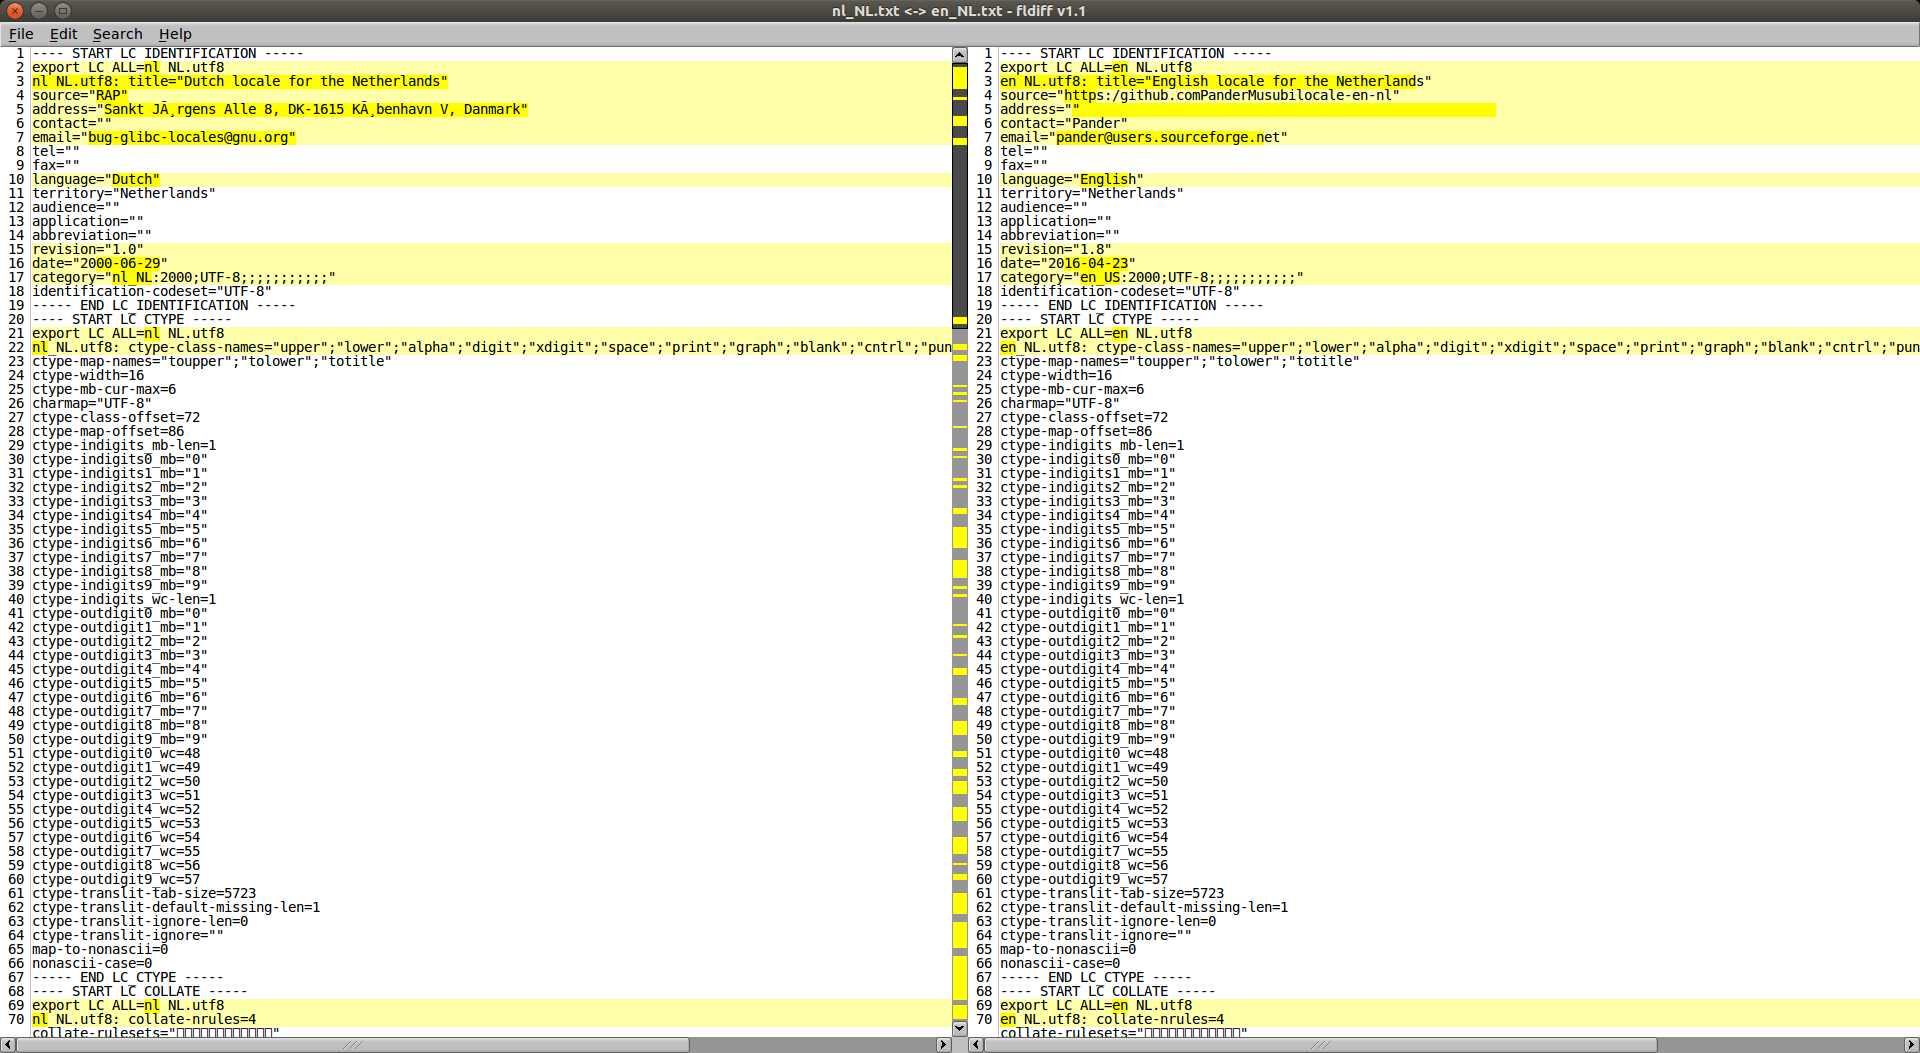 nl_NL.txt <-> en_NL.txt - fldiff v1.1
File Edit Search Help
1 ---- START LC_IDENTIFICATION -----
2 export LC_ALL=nl_NL.utf8
3 nl_NL.utf8: title="Dutch locale for the Netherlands"
4 source="RAP"
5 address="Sankt JÃ¸rgens Alle 8, DK-1615 KÃ¸benhavn V, Danmark"
6 contact=""
7 email="bug-glibc-locales@gnu.org"
8 tel=""
9 fax=""
10 language="Dutch"
11 territory="Netherlands"
12 audience=""
13 application=""
14 abbreviation=""
15 revision="1.0"
16 date="2000-06-29"
17 category="nl_NL:2000;UTF-8;;;;;;;;;;;"
18 identification-codeset="UTF-8"
19 ----- END LC_IDENTIFICATION -----
20 ---- START LC_CTYPE -----
21 export LC_ALL=nl_NL.utf8
22 nl_NL.utf8: ctype-class-names="upper";"lower";"alpha";"digit";"xdigit";"space";"print";"graph";"blank";"cntrl";"pun
23 ctype-map-names="toupper";"tolower";"totitle"
24 ctype-width=16
25 ctype-mb-cur-max=6
26 charmap="UTF-8"
27 ctype-class-offset=72
28 ctype-map-offset=86
29 ctype-indigits_mb-len=1
30 ctype-indigits0_mb="0"
31 ctype-indigits1_mb="1"
32 ctype-indigits2_mb="2"
33 ctype-indigits3_mb="3"
34 ctype-indigits4_mb="4"
35 ctype-indigits5_mb="5"
36 ctype-indigits6_mb="6"
37 ctype-indigits7_mb="7"
38 ctype-indigits8_mb="8"
39 ctype-indigits9_mb="9"
40 ctype-indigits_wc-len=1
41 ctype-outdigit0_mb="0"
42 ctype-outdigit1_mb="1"
43 ctype-outdigit2_mb="2"
44 ctype-outdigit3_mb="3"
45 ctype-outdigit4_mb="4"
46 ctype-outdigit5_mb="5"
47 ctype-outdigit6_mb="6"
48 ctype-outdigit7_mb="7"
49 ctype-outdigit8_mb="8"
50 ctype-outdigit9_mb="9"
51 ctype-outdigit0_wc=48
52 ctype-outdigit1_wc=49
53 ctype-outdigit2_wc=50
54 ctype-outdigit3_wc=51
55 ctype-outdigit4_wc=52
56 ctype-outdigit5_wc=53
57 ctype-outdigit6_wc=54
58 ctype-outdigit7_wc=55
59 ctype-outdigit8_wc=56
60 ctype-outdigit9_wc=57
61 ctype-translit-tab-size=5723
62 ctype-translit-default-missing-len=1
63 ctype-translit-ignore-len=0
64 ctype-translit-ignore=""
65 map-to-nonascii=0
66 nonascii-case=0
67 ----- END LC_CTYPE -----
68 ---- START LC_COLLATE -----
69 export LC_ALL=nl_NL.utf8
70 nl_NL.utf8: collate-nrules=4
collate-rulesets="▯▯▯▯▯▯▯▯▯▯▯▯"
1 ---- START LC_IDENTIFICATION -----
2 export LC_ALL=en_NL.utf8
3 en_NL.utf8: title="English locale for the Netherlands"
4 source="https:/github.comPanderMusubilocale-en-nl"
5 address=""
6 contact="Pander"
7 email="pander@users.sourceforge.net"
8 tel=""
9 fax=""
10 language="English"
11 territory="Netherlands"
12 audience=""
13 application=""
14 abbreviation=""
15 revision="1.8"
16 date="2016-04-23"
17 category="en_US:2000;UTF-8;;;;;;;;;;;"
18 identification-codeset="UTF-8"
19 ----- END LC_IDENTIFICATION -----
20 ---- START LC_CTYPE -----
21 export LC_ALL=en_NL.utf8
22 en_NL.utf8: ctype-class-names="upper";"lower";"alpha";"digit";"xdigit";"space";"print";"graph";"blank";"cntrl";"pun
23 ctype-map-names="toupper";"tolower";"totitle"
24 ctype-width=16
25 ctype-mb-cur-max=6
26 charmap="UTF-8"
27 ctype-class-offset=72
28 ctype-map-offset=86
29 ctype-indigits_mb-len=1
30 ctype-indigits0_mb="0"
31 ctype-indigits1_mb="1"
32 ctype-indigits2_mb="2"
33 ctype-indigits3_mb="3"
34 ctype-indigits4_mb="4"
35 ctype-indigits5_mb="5"
36 ctype-indigits6_mb="6"
37 ctype-indigits7_mb="7"
38 ctype-indigits8_mb="8"
39 ctype-indigits9_mb="9"
40 ctype-indigits_wc-len=1
41 ctype-outdigit0_mb="0"
42 ctype-outdigit1_mb="1"
43 ctype-outdigit2_mb="2"
44 ctype-outdigit3_mb="3"
45 ctype-outdigit4_mb="4"
46 ctype-outdigit5_mb="5"
47 ctype-outdigit6_mb="6"
48 ctype-outdigit7_mb="7"
49 ctype-outdigit8_mb="8"
50 ctype-outdigit9_mb="9"
51 ctype-outdigit0_wc=48
52 ctype-outdigit1_wc=49
53 ctype-outdigit2_wc=50
54 ctype-outdigit3_wc=51
55 ctype-outdigit4_wc=52
56 ctype-outdigit5_wc=53
57 ctype-outdigit6_wc=54
58 ctype-outdigit7_wc=55
59 ctype-outdigit8_wc=56
60 ctype-outdigit9_wc=57
61 ctype-translit-tab-size=5723
62 ctype-translit-default-missing-len=1
63 ctype-translit-ignore-len=0
64 ctype-translit-ignore=""
65 map-to-nonascii=0
66 nonascii-case=0
67 ----- END LC_CTYPE -----
68 ---- START LC_COLLATE -----
69 export LC_ALL=en_NL.utf8
70 en_NL.utf8: collate-nrules=4
collate-rulesets="▯▯▯▯▯▯▯▯▯▯▯▯"